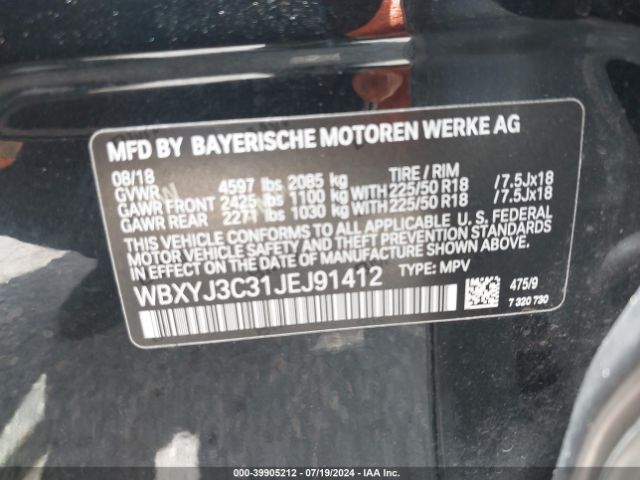 MFD BY BAYERISCHE MOTOREN WERKE AG
08/18 TIRE / RIM
GVWR 4597 lbs 2085 kg
GAWR FRONT 2425 lbs 1100 kg WITH 225/50 R18 /7.5Jx18
GAWR REAR 2271 lbs 1030 kg WITH 225/50 R18 /7.5Jx18
THIS VEHICLE CONFORMS TO ALL APPLICABLE U. S. FEDERAL
MOTOR VEHICLE SAFETY AND THEFT PREVENTION STANDARDS
IN EFFECT ON THE DATE OF MANUFACTURE SHOWN ABOVE.
WBXYJ3C31JEJ91412 TYPE: MPV
475/9
7 320 730
000-39905212 - 07/19/2024 - IAA Inc.